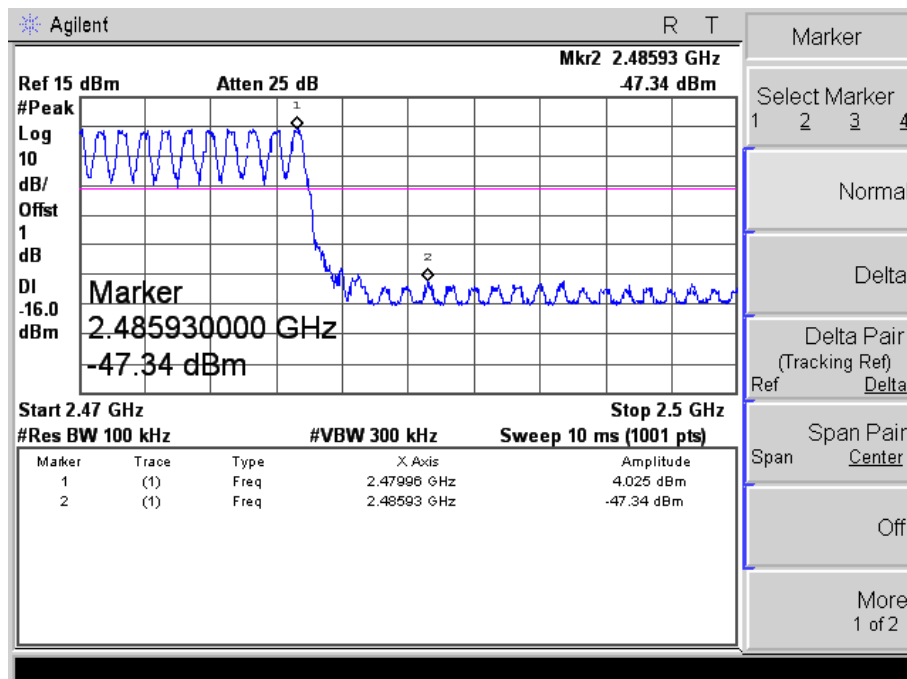 Agilent R T
Mkr2 2.48593 GHz
Ref 15 dBm Atten 25 dB -47.34 dBm
#Peak
Log
10
dB/
Offst
1
dB
DI
-16.0
dBm
1
2
Marker
2.485930000 GHz
-47.34 dBm
Start 2.47 GHz Stop 2.5 GHz
#Res BW 100 kHz #VBW 300 kHz Sweep 10 ms (1001 pts)
Marker Trace Type X Axis Amplitude
1 (1) Freq 2.47996 GHz 4.025 dBm
2 (1) Freq 2.48593 GHz -47.34 dBm
Marker
Select Marker
1 2 3 4
Norma
Delta
Delta Pair
(Tracking Ref)
Ref Delta
Span Pair
Span Center
Off
More
1 of 2